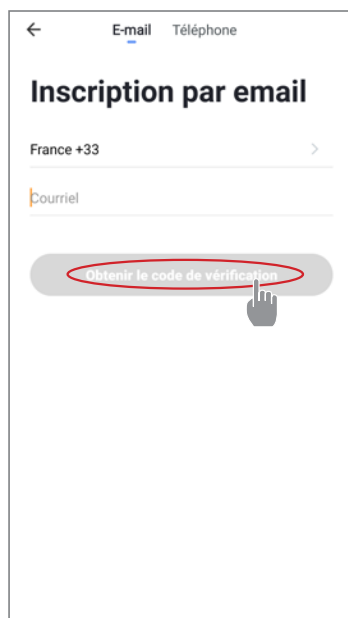 E-mail Téléphone
Inscription par email
France +33
Courriel
Obtenir le code de vérification